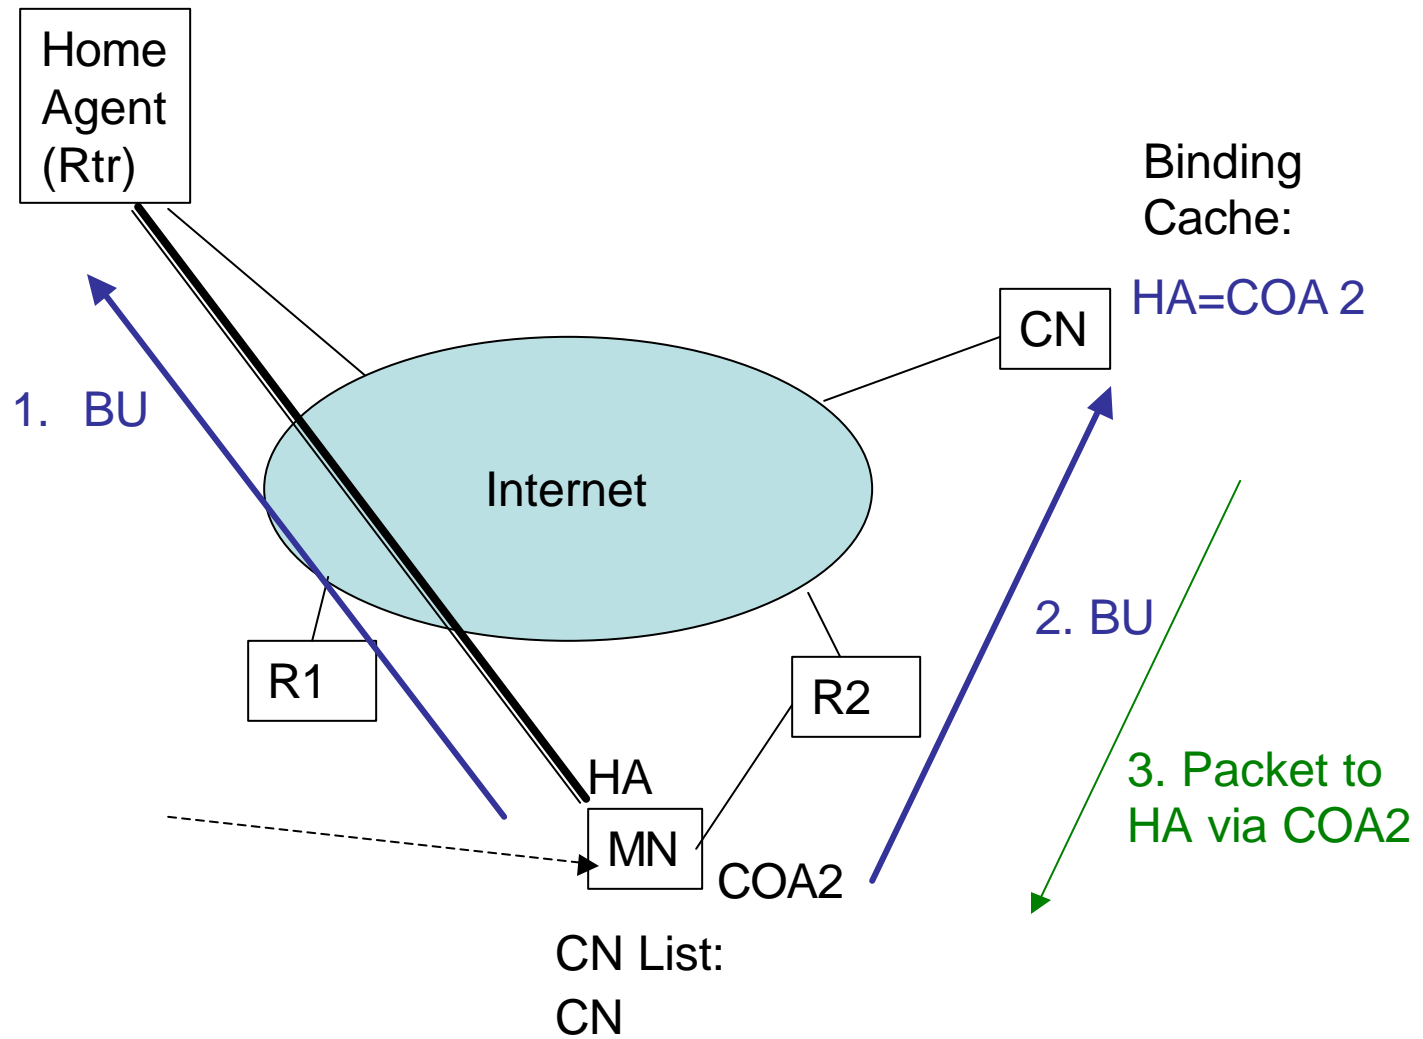 Home
Agent
(Rtr)
Binding
Cache:
HA=COA 2
CN
1. BU
Internet
2. BU
R1
R2
HA
3. Packet to
HA via COA2
MN
COA2
CN List:
CN